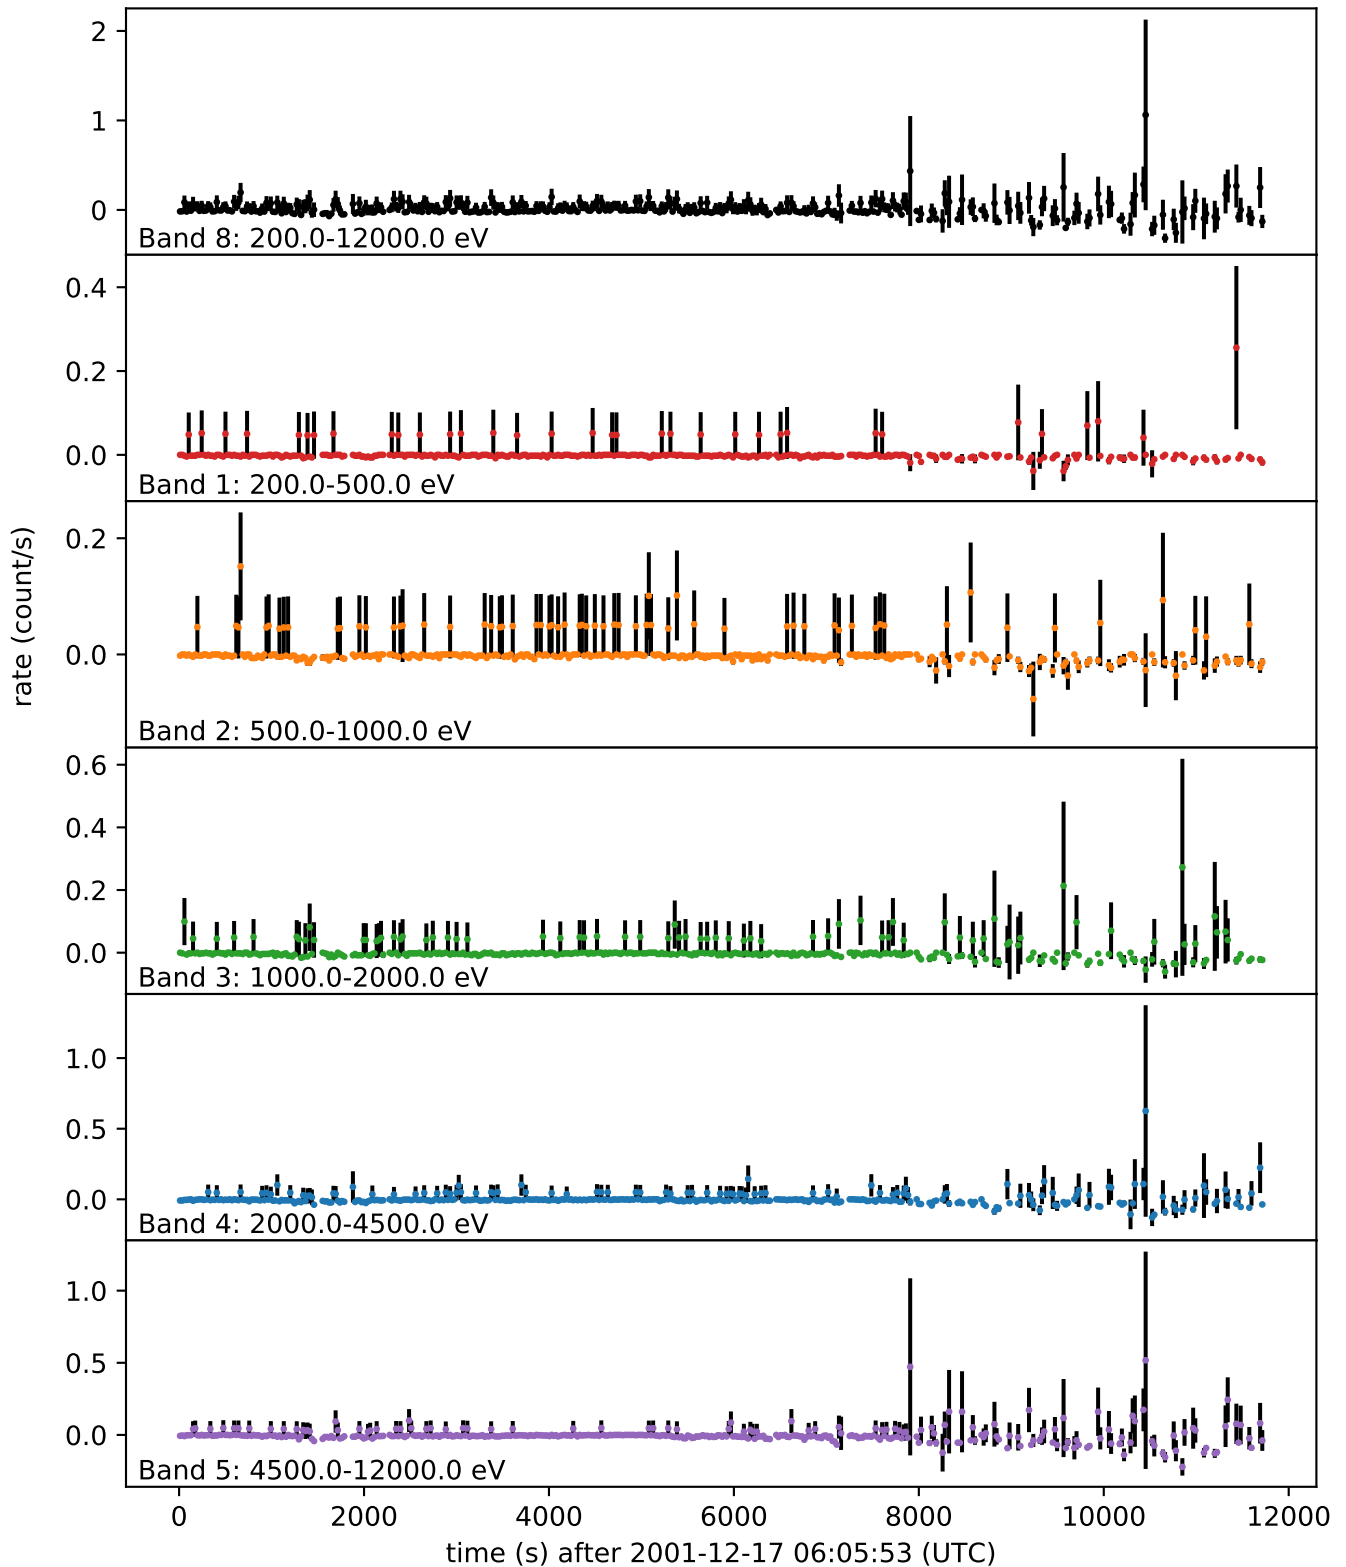 2
1
0
Band 8: 200.0-12000.0 eV
0.4
0.2
0.0
Band 1: 200.0-500.0 eV
0.2
0.0
Band 2: 500.0-1000.0 eV
rate (count/s)
0.6
0.4
0.2
0.0
Band 3: 1000.0-2000.0 eV
1.0
0.5
0.0
Band 4: 2000.0-4500.0 eV
1.0
0.5
0.0
Band 5: 4500.0-12000.0 eV
0 2000 4000 6000 8000 10000 12000
time (s) after 2001-12-17 06:05:53 (UTC)